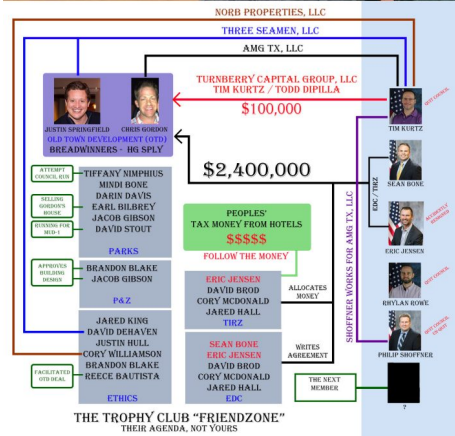 NORB PROPERTIES, LLC
THREE SEAMEN, LLC
AMG TX, LLC
TURNBERRY CAPITAL GROUP, LLC
TIM KURTZ / TODD DIPILLA
$100,000
QUIT COUNCIL
JUSTIN SPRINGFIELD
CHRIS GORDON
OLD TOWN DEVELOPMENT (OTD)
BREADWINNERS - HG SPLY
TIM KURTZ
$2,400,000
SEAN BONE
EDC / TIRZ
ATTEMPT
COUNCIL RUN
SELLING
GORDON'S
HOUSE
RUNNING FOR
MUD-1
TIFFANY NIMPHIUS
MINDI BONE
DARIN DAVIS
EARL BILBREY
JACOB GIBSON
DAVID STOUT
PARKS
PEOPLES'
TAX MONEY FROM HOTELS
$$$$$
FOLLOW THE MONEY
ERIC JENSEN
APPROVES
BUILDING
DESIGN
BRANDON BLAKE
JACOB GIBSON
P&Z
ERIC JENSEN
DAVID BROD
CORY MCDONALD
JARED HALL
TIRZ
ALLOCATES
MONEY
SHOFFNER WORKS FOR AMG TX, LLC
RHYLAN ROWE
QUIT COUNCIL
JARED KING
DAVID DEHAVEN
JUSTIN HULL
CORY WILLIAMSON
BRANDON BLAKE
REECE BAUTISTA
ETHICS
FACILITATED
OTD DEAL
SEAN BONE
ERIC JENSEN
DAVID BROD
CORY MCDONALD
JARED HALL
EDC
WRITES
AGREEMENT
PHILIP SHOFFNER
THE NEXT
MEMBER
?
THE TROPHY CLUB "FRIENDZONE"
THEIR AGENDA, NOT YOURS